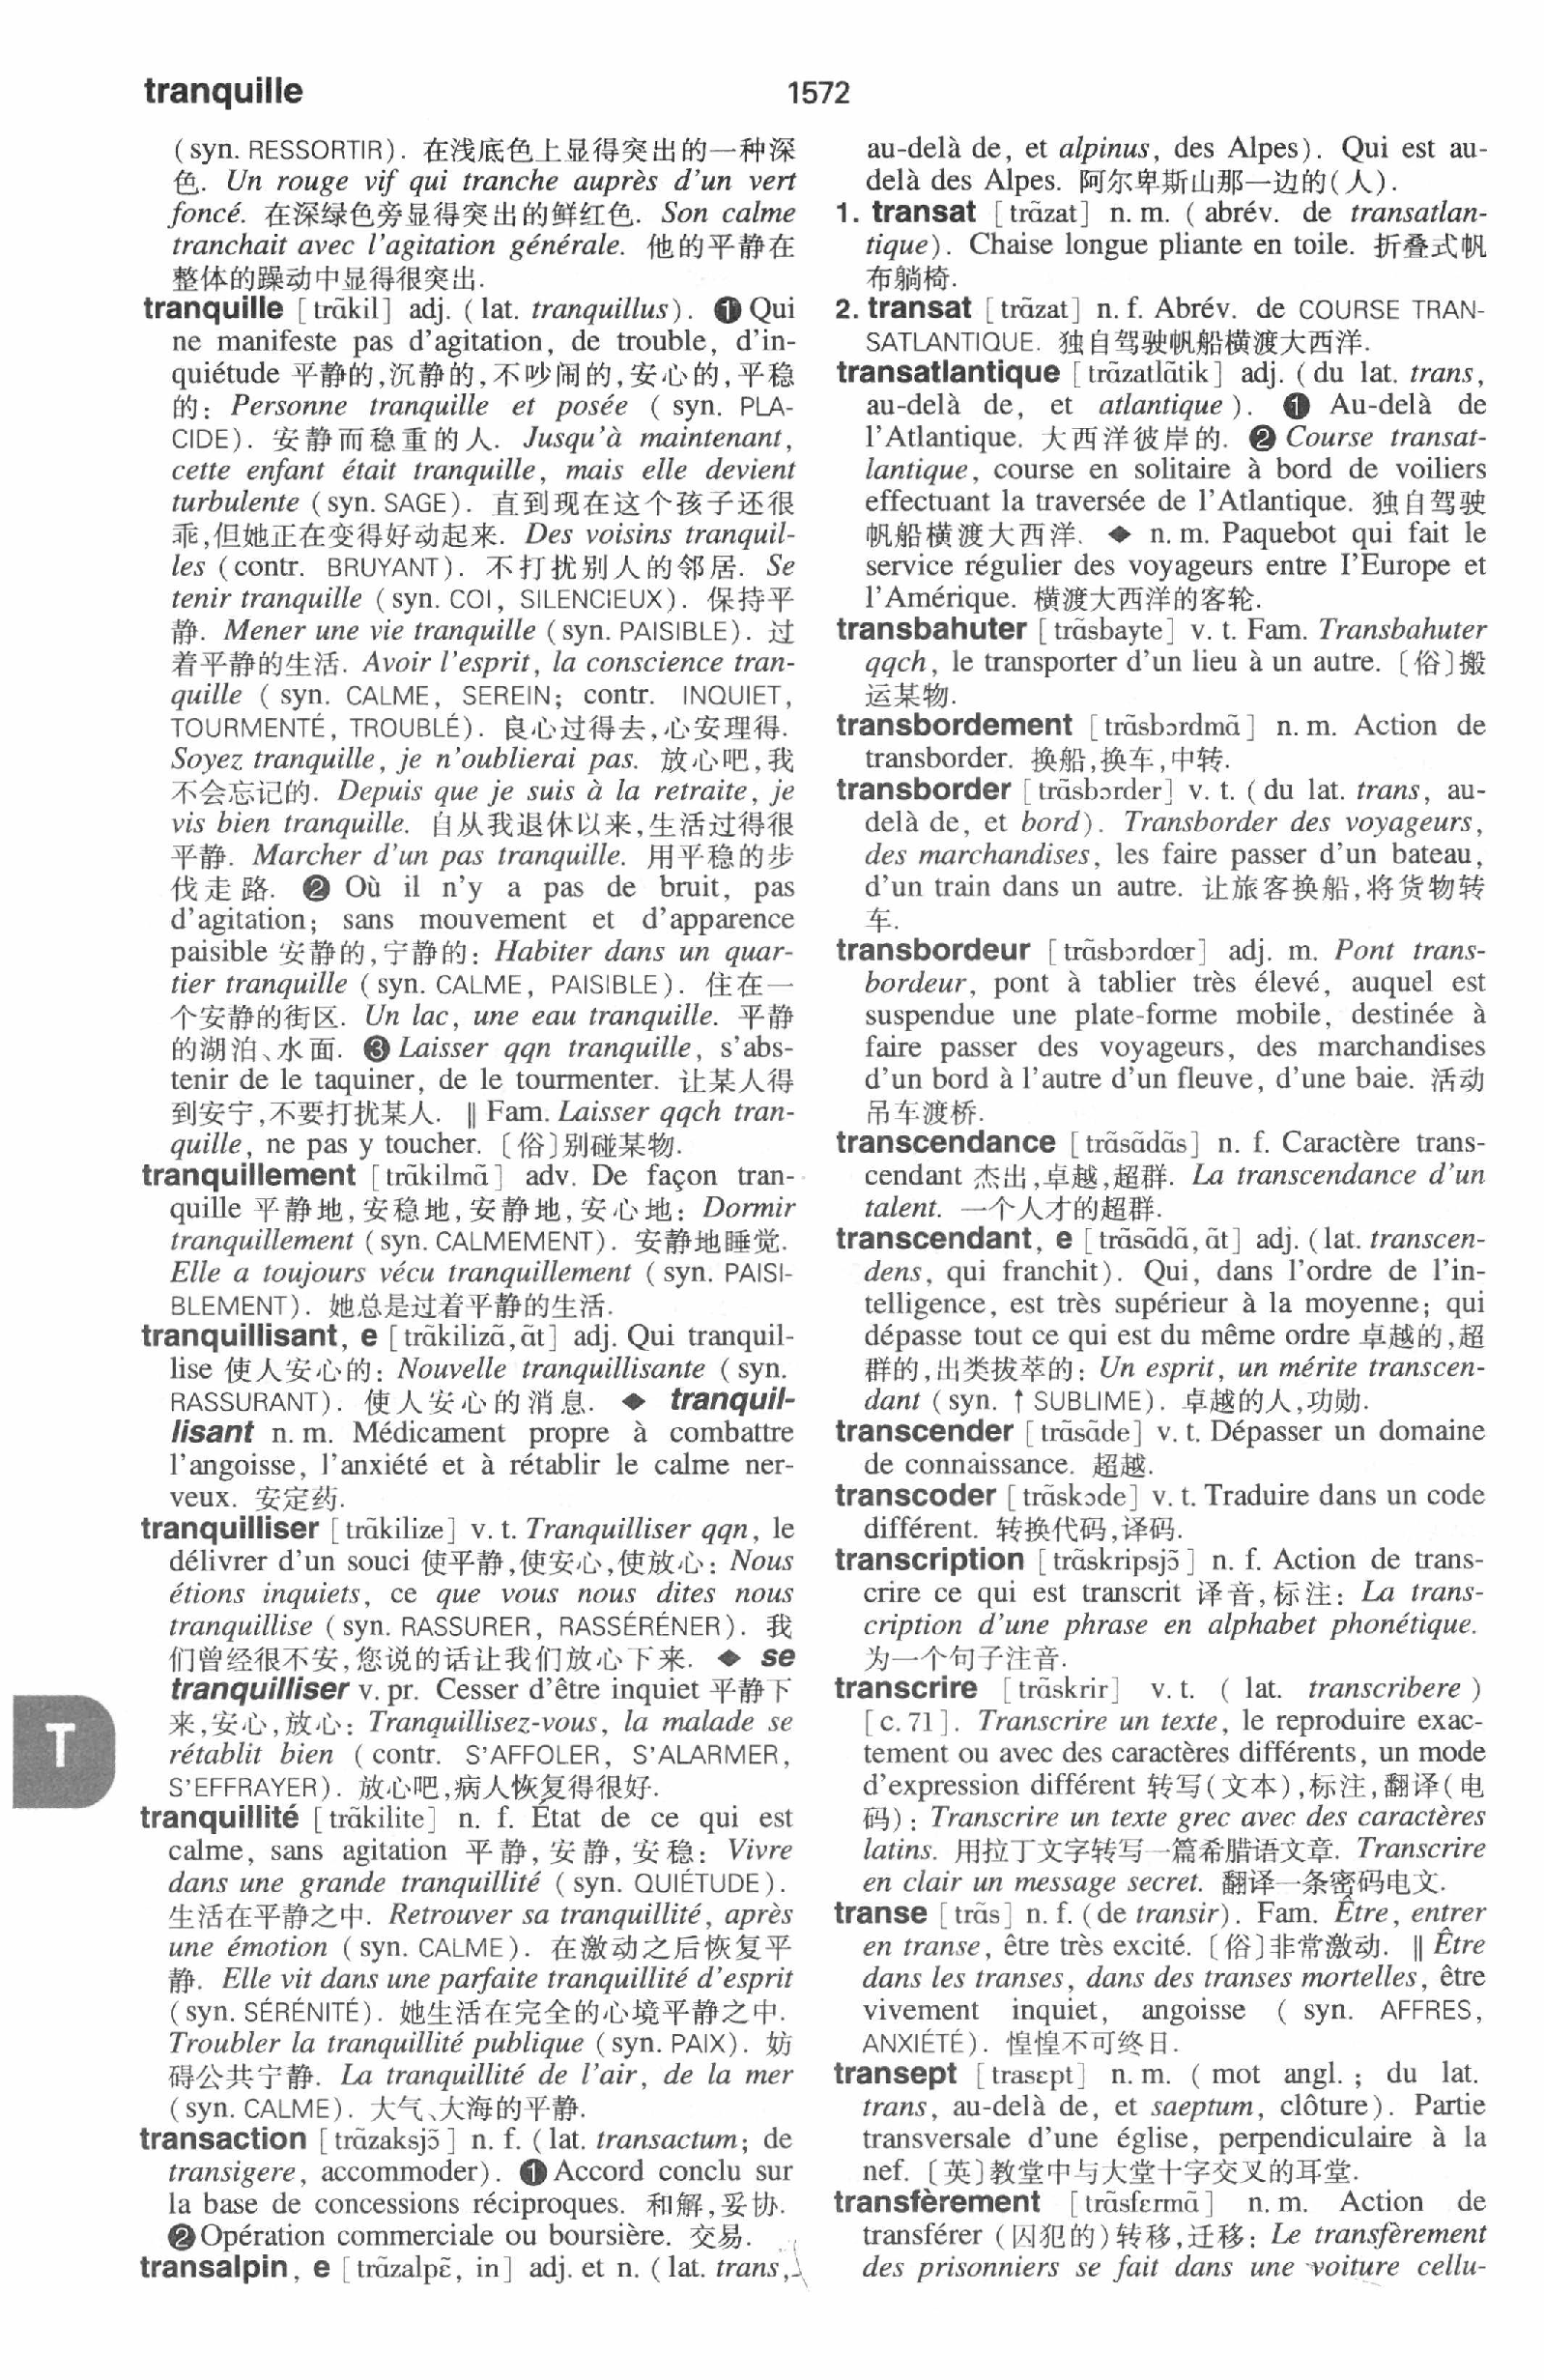 tranquille
1572
(syn. RESSORTIR). 在浅底色上显得突出的一种深
色. Un rouge vif qui tranche auprès d'un vert
foncé. 在深绿色旁显得突出的鲜红色. Son calme
tranchait avec l'agitation générale. 他的平静在
整体的躁动中显得很突出.
tranquille [trɑ̃kil] adj. (lat. tranquillus). ❶ Qui
ne manifeste pas d'agitation, de trouble, d'in-
quiétude 平静的,沉静的,不吵闹的,安心的,平稳
的: Personne tranquille et posée (syn. PLA-
CIDE). 安静而稳重的人. Jusqu'à maintenant,
cette enfant était tranquille, mais elle devient
turbulente (syn. SAGE). 直到现在这个孩子还很
乖,但她正在变得好动起来. Des voisins tranquil-
les (contr. BRUYANT). 不打扰别人的邻居. Se
tenir tranquille (syn. COI, SILENCIEUX). 保持平
静. Mener une vie tranquille (syn. PAISIBLE). 过
着平静的生活. Avoir l'esprit, la conscience tran-
quille (syn. CALME, SEREIN; contr. INQUIET,
TOURMENTÉ, TROUBLÉ). 良心过得去,心安理得.
Soyez tranquille, je n'oublierai pas. 放心吧,我
不会忘记的. Depuis que je suis à la retraite, je
vis bien tranquille. 自从我退休以来,生活过得很
平静. Marcher d'un pas tranquille. 用平稳的步
伐走路. ❷ Où il n'y a pas de bruit, pas
d'agitation; sans mouvement et d'apparence
paisible 安静的,宁静的: Habiter dans un quar-
tier tranquille (syn. CALME, PAISIBLE). 住在一
个安静的街区. Un lac, une eau tranquille. 平静
的湖泊、水面. ❸ Laisser qqn tranquille, s'abs-
tenir de le taquiner, de le tourmenter. 让某人得
到安宁,不要打扰某人. ‖ Fam. Laisser qqch tran-
quille, ne pas y toucher. 〔俗〕别碰某物.
tranquillement [trɑ̃kilmɑ̃] adv. De façon tran-
quille 平静地,安稳地,安静地,安心地: Dormir
tranquillement (syn. CALMEMENT). 安静地睡觉.
Elle a toujours vécu tranquillement (syn. PAISI-
BLEMENT). 她总是过着平静的生活.
tranquillisant, e [trɑ̃kilizɑ̃, ɑ̃t] adj. Qui tranquil-
lise 使人安心的: Nouvelle tranquillisante (syn.
RASSURANT). 使人安心的消息. ◆ tranquil-
lisant n. m. Médicament propre à combattre
l'angoisse, l'anxiété et à rétablir le calme ner-
veux. 安定药.
tranquilliser [trɑ̃kilize] v. t. Tranquilliser qqn, le
délivrer d'un souci 使平静,使安心,使放心: Nous
étions inquiets, ce que vous nous dites nous
tranquillise (syn. RASSURER, RASSÉRÉNER). 我
们曾经很不安,您说的话让我们放心下来. ◆ se
tranquilliser v. pr. Cesser d'être inquiet 平静下
来,安心,放心: Tranquillisez-vous, la malade se
rétablit bien (contr. S'AFFOLER, S'ALARMER,
S'EFFRAYER). 放心吧,病人恢复得很好.
tranquillité [trɑ̃kilite] n. f. État de ce qui est
calme, sans agitation 平静,安静,安稳: Vivre
dans une grande tranquillité (syn. QUIÉTUDE).
生活在平静之中. Retrouver sa tranquillité, après
une émotion (syn. CALME). 在激动之后恢复平
静. Elle vit dans une parfaite tranquillité d'esprit
(syn. SÉRÉNITÉ). 她生活在完全的心境平静之中.
Troubler la tranquillité publique (syn. PAIX). 妨
碍公共宁静. La tranquillité de l'air, de la mer
(syn. CALME). 大气、大海的平静.
transaction [trɑ̃zaksjɔ̃] n. f. (lat. transactum; de
transigere, accommoder). ❶ Accord conclu sur
la base de concessions réciproques. 和解,妥协.
❷ Opération commerciale ou boursière. 交易.
transalpin, e [trɑ̃zalpɛ̃, in] adj. et n. (lat. trans,
au-delà de, et alpinus, des Alpes). Qui est au-
delà des Alpes. 阿尔卑斯山那一边的(人).
1. transat [trɑ̃zat] n. m. (abrév. de transatlan-
tique). Chaise longue pliante en toile. 折叠式帆
布躺椅.
2. transat [trɑ̃zat] n. f. Abrév. de COURSE TRAN-
SATLANTIQUE. 独自驾驶帆船横渡大西洋.
transatlantique [trɑ̃zatlɑ̃tik] adj. (du lat. trans,
au-delà de, et atlantique). ❶ Au-delà de
l'Atlantique. 大西洋彼岸的. ❷ Course transat-
lantique, course en solitaire à bord de voiliers
effectuant la traversée de l'Atlantique. 独自驾驶
帆船横渡大西洋. ◆ n. m. Paquebot qui fait le
service régulier des voyageurs entre l'Europe et
l'Amérique. 横渡大西洋的客轮.
transbahuter [trɑ̃sbayte] v. t. Fam. Transbahuter
qqch, le transporter d'un lieu à un autre. 〔俗〕搬
运某物.
transbordement [trɑ̃sbɔrdmɑ̃] n. m. Action de
transborder. 换船,换车,中转.
transborder [trɑ̃sbɔrder] v. t. (du lat. trans, au-
delà de, et bord). Transborder des voyageurs,
des marchandises, les faire passer d'un bateau,
d'un train dans un autre. 让旅客换船,将货物转
车.
transbordeur [trɑ̃sbɔrdœr] adj. m. Pont trans-
bordeur, pont à tablier très élevé, auquel est
suspendue une plate-forme mobile, destinée à
faire passer des voyageurs, des marchandises
d'un bord à l'autre d'un fleuve, d'une baie. 活动
吊车渡桥.
transcendance [trɑ̃sɑ̃dɑ̃s] n. f. Caractère trans-
cendant 杰出,卓越,超群. La transcendance d'un
talent. 一个人才的超群.
transcendant, e [trɑ̃sɑ̃dɑ̃, ɑ̃t] adj. (lat. transcen-
dens, qui franchit). Qui, dans l'ordre de l'in-
telligence, est très supérieur à la moyenne; qui
dépasse tout ce qui est du même ordre 卓越的,超
群的,出类拔萃的: Un esprit, un mérite transcen-
dant (syn. ↑ SUBLIME). 卓越的人,功勋.
transcender [trɑ̃sɑ̃de] v. t. Dépasser un domaine
de connaissance. 超越.
transcoder [trɑ̃skɔde] v. t. Traduire dans un code
différent. 转换代码,译码.
transcription [trɑ̃skripsjɔ̃] n. f. Action de trans-
crire ce qui est transcrit 译音,标注: La trans-
cription d'une phrase en alphabet phonétique.
为一个句子注音.
transcrire [trɑ̃skrir] v. t. (lat. transcribere)
[c. 71]. Transcrire un texte, le reproduire exac-
tement ou avec des caractères différents, un mode
d'expression différent 转写(文本),标注,翻译(电
码): Transcrire un texte grec avec des caractères
latins. 用拉丁文字转写一篇希腊语文章. Transcrire
en clair un message secret. 翻译一条密码电文.
transe [trɑ̃s] n. f. (de transir). Fam. Être, entrer
en transe, être très excité. 〔俗〕非常激动. ‖ Être
dans les transes, dans des transes mortelles, être
vivement inquiet, angoisse (syn. AFFRES,
ANXIÉTÉ). 惶惶不可终日.
transept [trasɛpt] n. m. (mot angl.; du lat.
trans, au-delà de, et saeptum, clôture). Partie
transversale d'une église, perpendiculaire à la
nef. 〔英〕教堂中与大堂十字交叉的耳堂.
transfèrement [trɑ̃sfɛrmɑ̃] n. m. Action de
transférer (囚犯的)转移,迁移: Le transfèrement
des prisonniers se fait dans une voiture cellu-
T